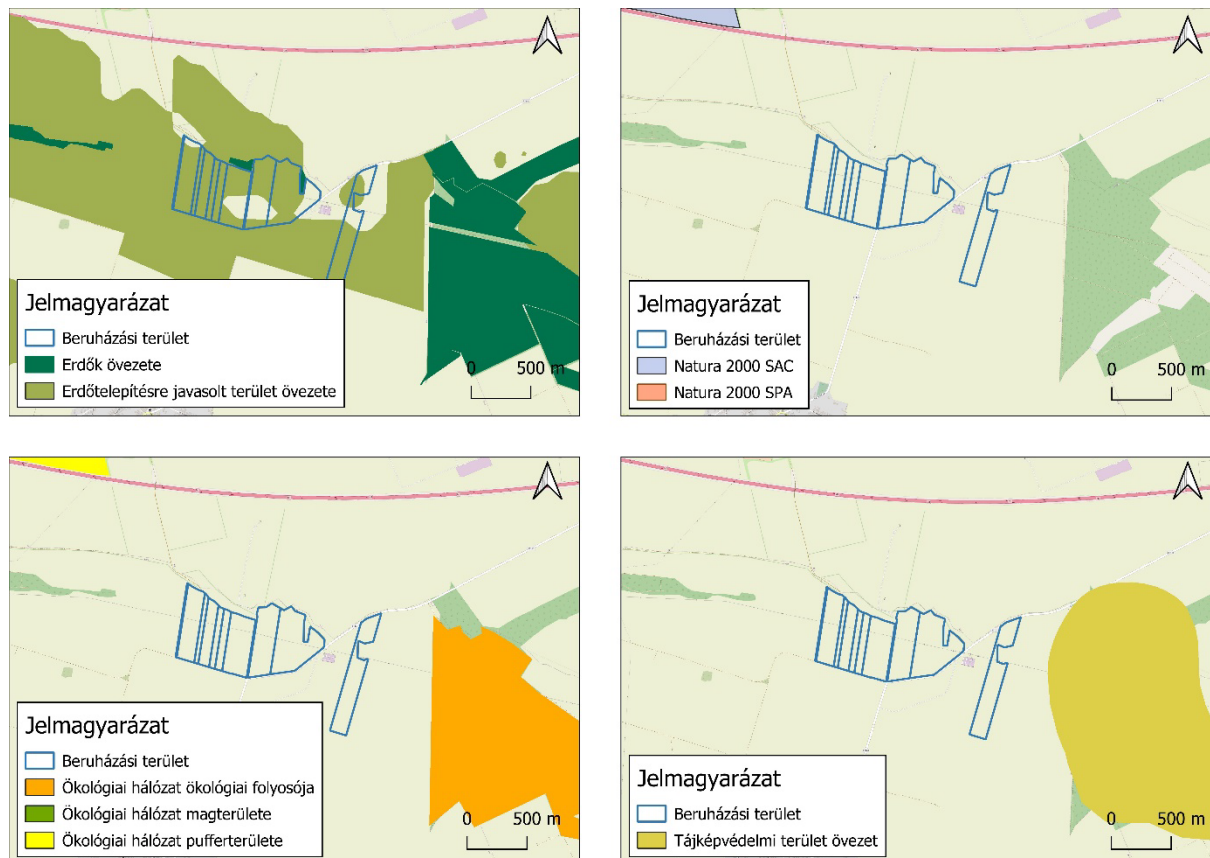 Jelmagyarázat
Beruházási terület
Erdők övezete
Erdőtelepítésre javasolt terület övezete
0 500 m
Jelmagyarázat
Beruházási terület
Natura 2000 SAC
Natura 2000 SPA
0 500 m
Jelmagyarázat
Beruházási terület
Ökológiai hálózat ökológiai folyosója
Ökológiai hálózat magterülete
Ökológiai hálózat pufferterülete
0 500 m
Jelmagyarázat
Beruházási terület
Tájképvédelmi terület övezet
0 500 m